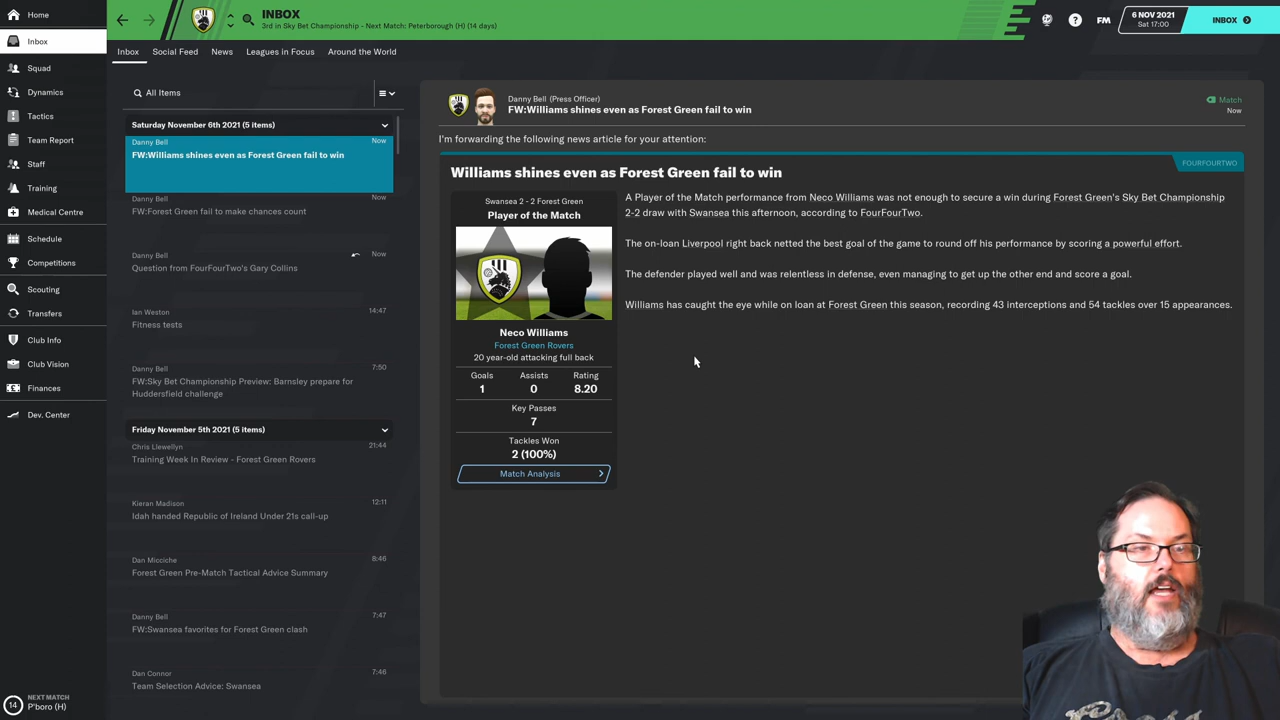 Home
Inbox
Squad
Dynamics
Tactics
Team Report
Staff
Training
Medical Centre
Schedule
Competitions
Scouting
Transfers
Club Info
Club Vision
Finances
Dev. Center
14
NEXT MATCH
P'boro (H)
INBOX
3rd in Sky Bet Championship - Next Match: Peterborough (H) (14 days)
?
FM
6 NOV 2021
Sat 17:00
INBOX
Inbox
Social Feed
News
Leagues in Focus
Around the World
All Items
Saturday November 6th 2021 (5 items)
Danny Bell
Now
FW:Williams shines even as Forest Green fail to win
Danny Bell
Now
FW:Forest Green fail to make chances count
Danny Bell
Now
Question from FourFourTwo's Gary Collins
Ian Weston
14:47
Fitness tests
Danny Bell
7:50
FW:Sky Bet Championship Preview: Barnsley prepare for
Huddersfield challenge
Friday November 5th 2021 (5 items)
Chris Llewellyn
21:44
Training Week In Review - Forest Green Rovers
Kieran Madison
12:11
Idah handed Republic of Ireland Under 21s call-up
Dan Micciche
8:46
Forest Green Pre-Match Tactical Advice Summary
Danny Bell
7:47
FW:Swansea favorites for Forest Green clash
Dan Connor
7:46
Team Selection Advice: Swansea
Danny Bell (Press Officer)
FW:Williams shines even as Forest Green fail to win
Match
Now
I'm forwarding the following news article for your attention:
FOURFOURTWO
Williams shines even as Forest Green fail to win
Swansea 2 - 2 Forest Green
Player of the Match
Neco Williams
Forest Green Rovers
20 year-old attacking full back
Goals Assists Rating
1 0 8.20
Key Passes
7
Tackles Won
2 (100%)
Match Analysis
A Player of the Match performance from Neco Williams was not enough to secure a win during Forest Green's Sky Bet Championship
2-2 draw with Swansea this afternoon, according to FourFourTwo.
The on-loan Liverpool right back netted the best goal of the game to round off his performance by scoring a powerful effort.
The defender played well and was relentless in defense, even managing to get up the other end and score a goal.
Williams has caught the eye while on loan at Forest Green this season, recording 43 interceptions and 54 tackles over 15 appearances.